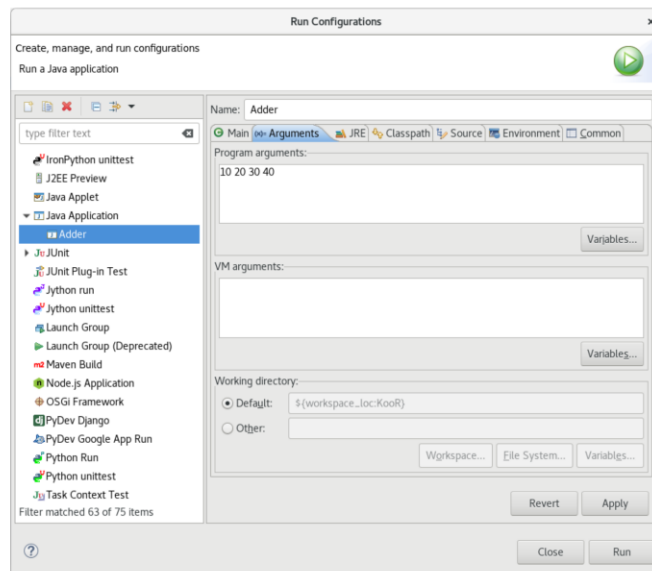 Run Configurations
Create, manage, and run configurations
Run a Java application
type filter text
IronPython unittest
J2EE Preview
Java Applet
Java Application
Adder
JUnit
JUnit Plug-in Test
Jython run
Jython unittest
Launch Group
Launch Group (Deprecated)
Maven Build
Node.js Application
OSGi Framework
PyDev Django
PyDev Google App Run
Python Run
Python unittest
Task Context Test
Filter matched 63 of 75 items
Name: Adder
Main Arguments JRE Classpath Source Environment Common
Program arguments:
10 20 30 40
Variables...
VM arguments:
Variables...
Working directory:
Default: ${workspace_loc:KooR}
Other:
Workspace... File System... Variables...
Revert Apply
Close Run